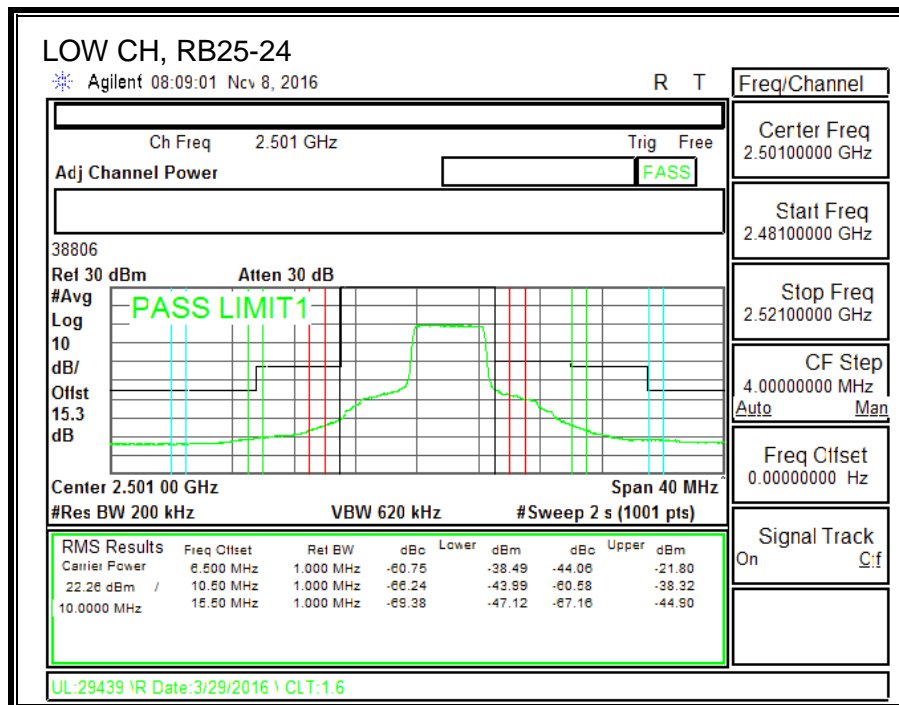 LOW CH, RB25-24
Agilent 08:09:01 Nov 8, 2016 R T
Freq/Channel
Ch Freq 2.501 GHz Trig Free
Adj Channel Power PASS
Center Freq
2.50100000 GHz
Start Freq
2.48100000 GHz
Stop Freq
2.52100000 GHz
CF Step
4.00000000 MHz
Auto Man
Freq Offset
0.00000000 Hz
Signal Track
On Off
38806
Ref 30 dBm Atten 30 dB
#Avg
Log
10
dB/
Offst
15.3
dB
PASS LIMIT1
Center 2.501 00 GHz Span 40 MHz
#Res BW 200 kHz VBW 620 kHz #Sweep 2 s (1001 pts)
RMS Results Freq Offset Ref BW dBc Lower dBm dBc Upper dBm
Carrier Power 6.500 MHz 1.000 MHz -60.75 -38.49 -44.06 -21.80
22.26 dBm / 10.50 MHz 1.000 MHz -66.24 -43.99 -60.58 -38.32
10.0000 MHz 15.50 MHz 1.000 MHz -69.38 -47.12 -67.16 -44.90
UL:29439 \R Date:3/29/2016 \ CLT:1.6